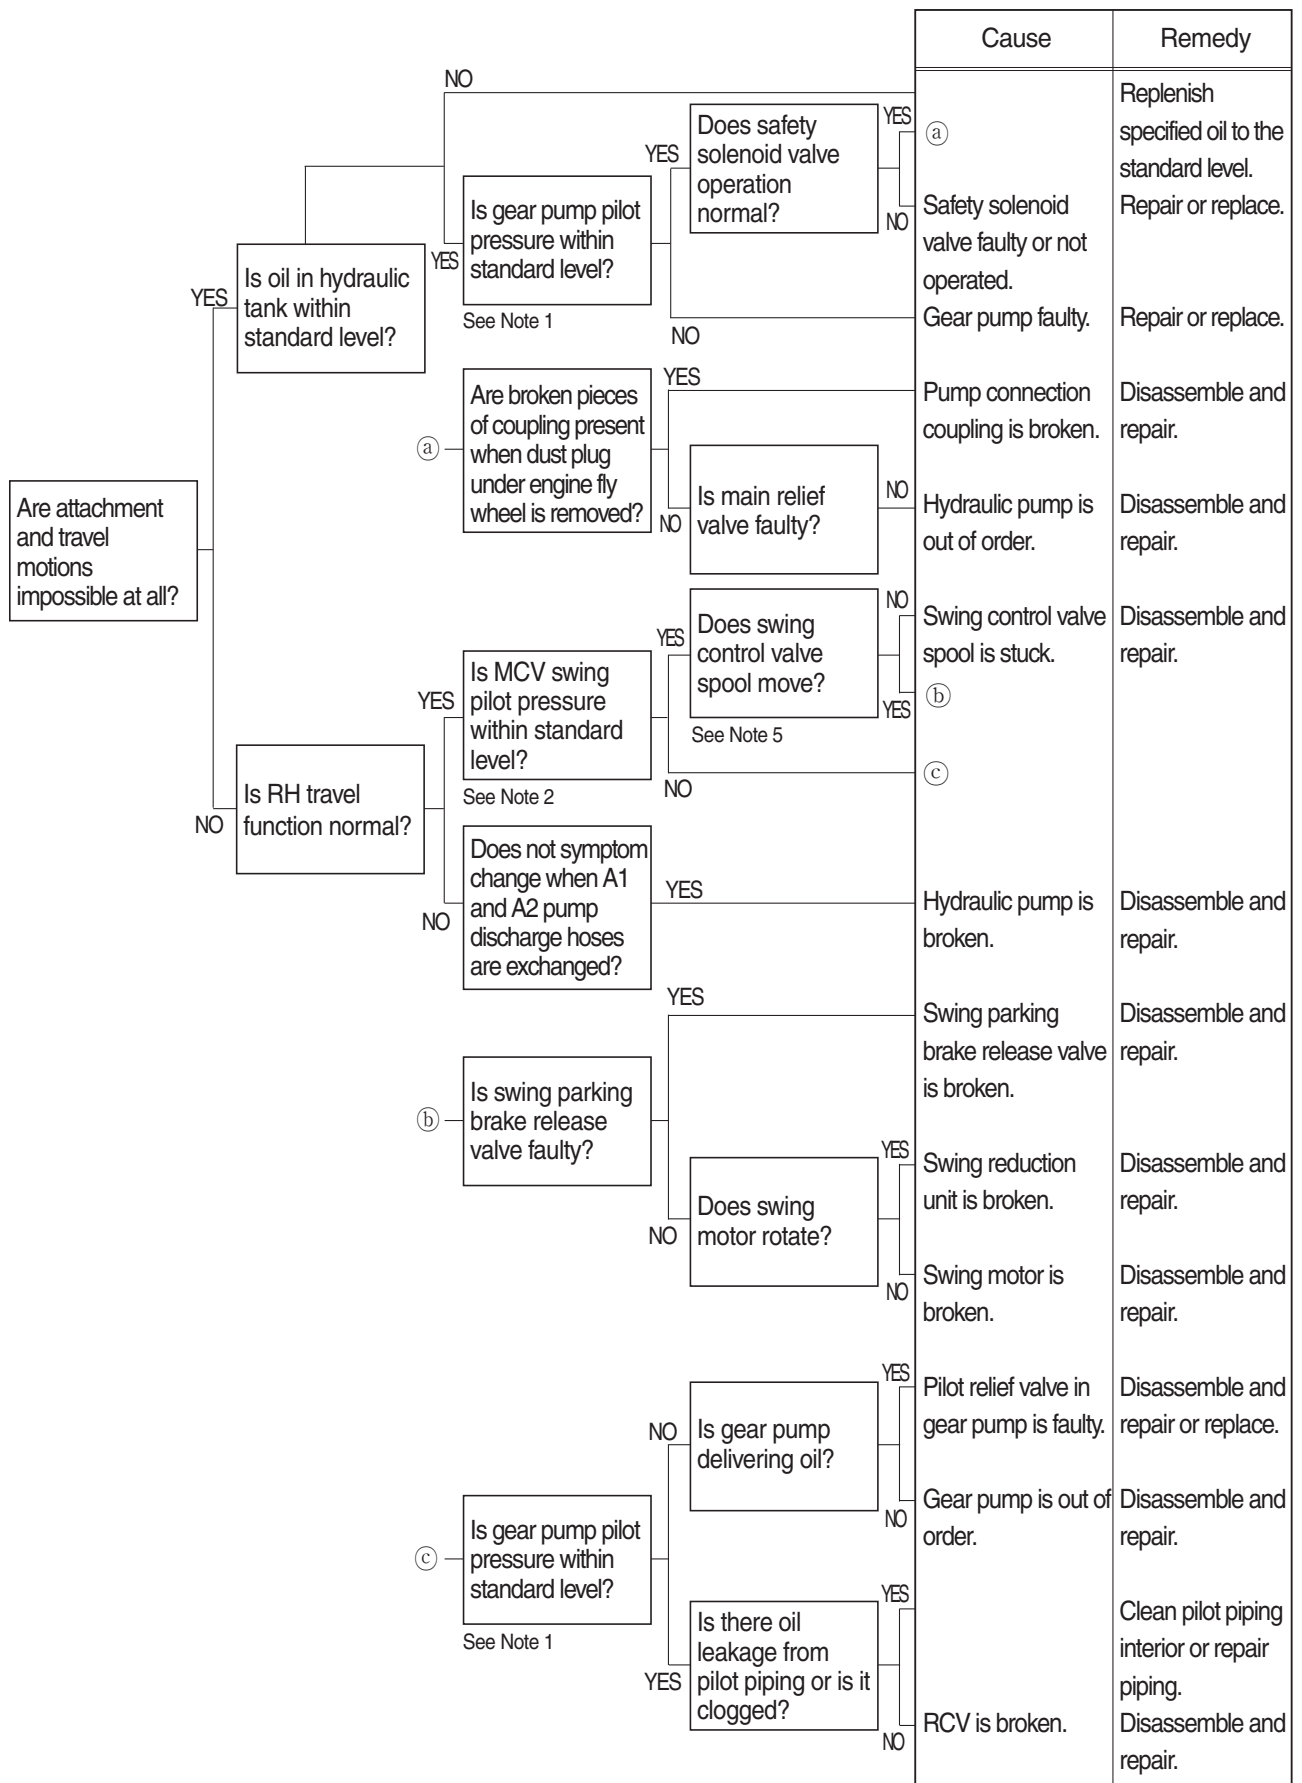 Cause
Remedy
NO
Replenish
specified oil to the
standard level.
Does safety
solenoid valve
operation
normal?
YES
ⓐ
NO
Safety solenoid
valve faulty or not
operated.
Repair or replace.
YES
Is gear pump pilot
pressure within
standard level?
See Note 1
YES
NO
Gear pump faulty.
Repair or replace.
YES
Is oil in hydraulic
tank within
standard level?
ⓐ
Are broken pieces
of coupling present
when dust plug
under engine fly
wheel is removed?
YES
Pump connection
coupling is broken.
Disassemble and
repair.
NO
Is main relief
valve faulty?
NO
Hydraulic pump is
out of order.
Disassemble and
repair.
Are attachment
and travel
motions
impossible at all?
NO
Is RH travel
function normal?
YES
Is MCV swing
pilot pressure
within standard
level?
See Note 2
YES
Does swing
control valve
spool move?
See Note 5
NO
Swing control valve
spool is stuck.
Disassemble and
repair.
YES
ⓑ
NO
ⓒ
NO
Does not symptom
change when A1
and A2 pump
discharge hoses
are exchanged?
YES
Hydraulic pump is
broken.
Disassemble and
repair.
ⓑ
Is swing parking
brake release
valve faulty?
YES
Swing parking
brake release valve
is broken.
Disassemble and
repair.
NO
Does swing
motor rotate?
YES
Swing reduction
unit is broken.
Disassemble and
repair.
NO
Swing motor is
broken.
Disassemble and
repair.
ⓒ
Is gear pump pilot
pressure within
standard level?
See Note 1
NO
Is gear pump
delivering oil?
YES
Pilot relief valve in
gear pump is faulty.
Disassemble and
repair or replace.
NO
Gear pump is out of
order.
Disassemble and
repair.
YES
Is there oil
leakage from
pilot piping or is it
clogged?
YES
Clean pilot piping
interior or repair
piping.
NO
RCV is broken.
Disassemble and
repair.